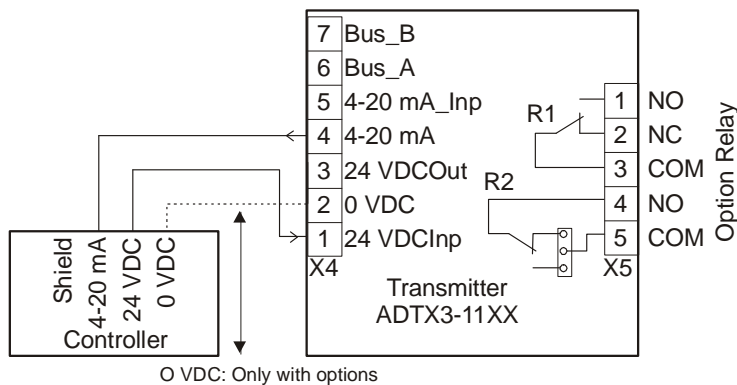 7 Bus_B
6 Bus_A
5 4-20 mA_Inp
4 4-20 mA
3 24 VDCOut
2 0 VDC
1 24 VDCInp
X4
R1
R2
1 NO
2 NC
3 COM
4 NO
5 COM
X5
Option Relay
Transmitter
ADTX3-11XX
Shield
4-20 mA
24 VDC
0 VDC
Controller
O VDC: Only with options